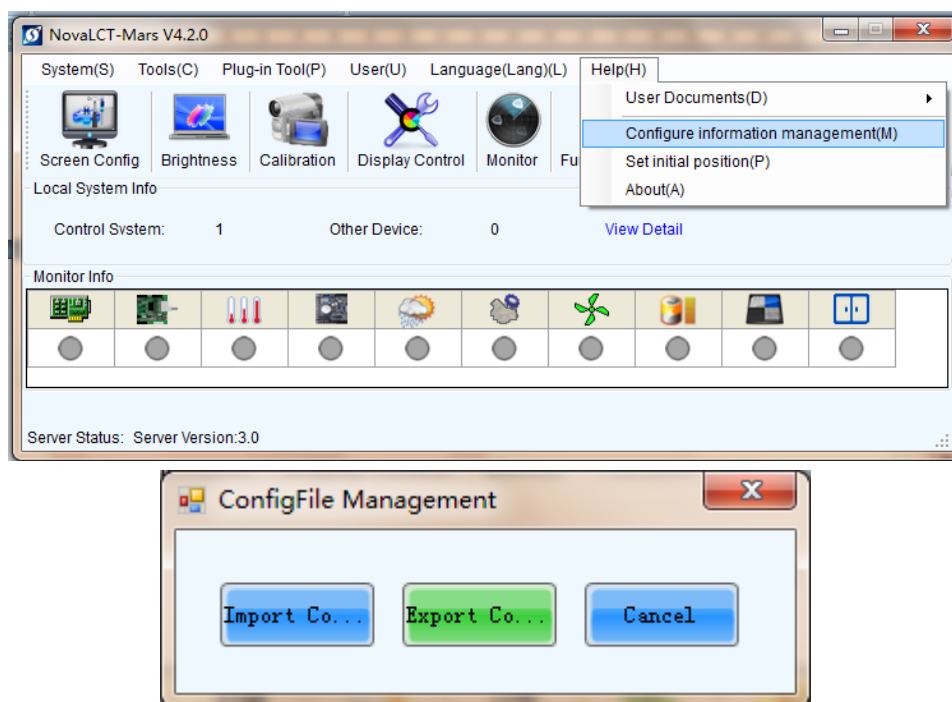 NovaLCT-Mars V4.2.0
System(S) Tools(C) Plug-in Tool(P) User(U) Language(Lang)(L) Help(H)
User Documents(D)
Configure information management(M)
Set initial position(P)
About(A)
Screen Config Brightness Calibration Display Control Monitor Fu
Local System Info
Control System: 1 Other Device: 0 View Detail
Monitor Info
Server Status: Server Version:3.0
ConfigFile Management
Import Co... Export Co... Cancel